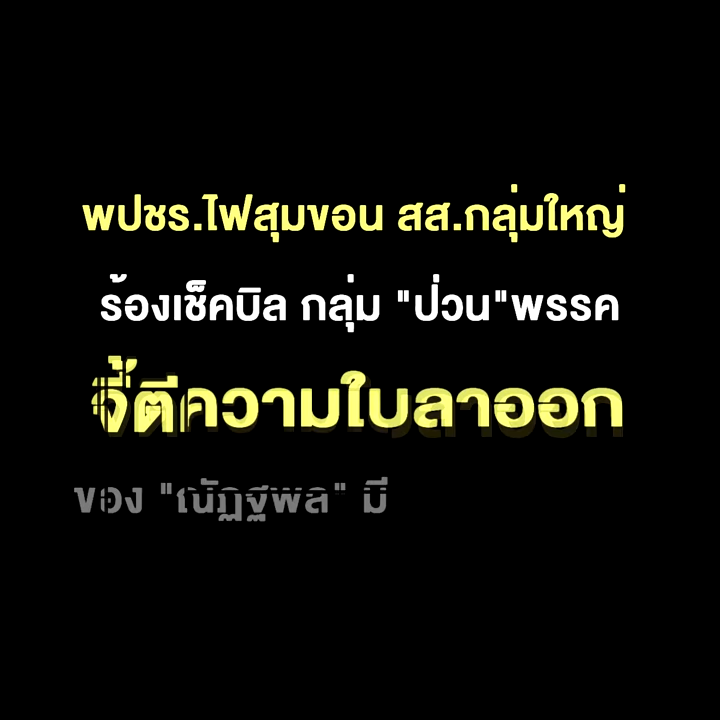 พปชร.ไฟสุมขอน สส.กลุ่มใหญ่
ร้องเช็คบิล กลุ่ม "ป่วน"พรรค
จี้ตีความใบลาออก
ของ "ณัฏฐพล" มี